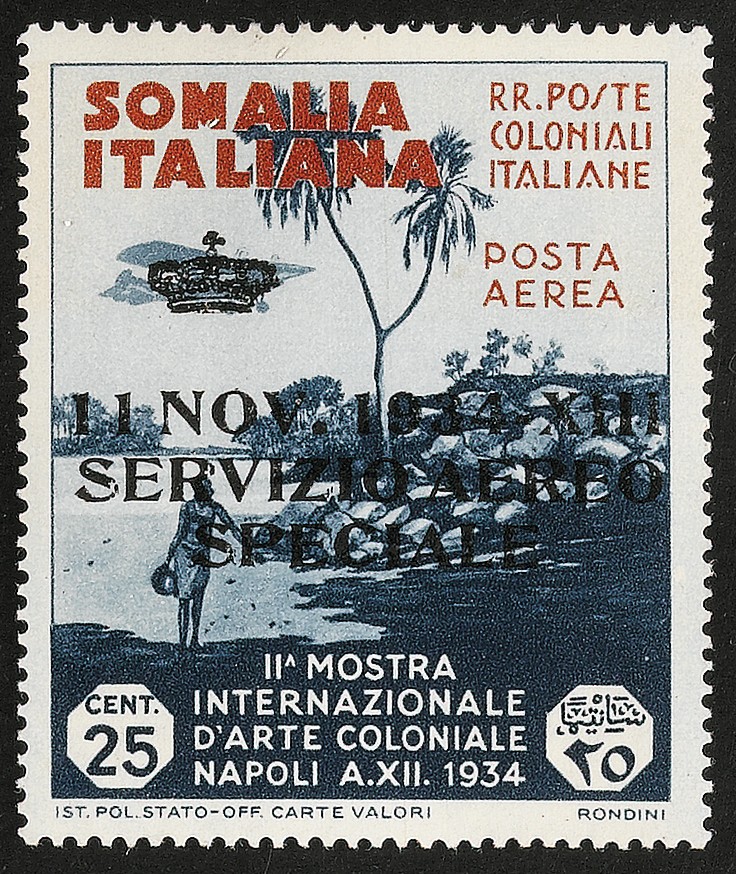 SOMALIA
ITALIANA
RR. POSTE
COLONIALI
ITALIANE
POSTA
AEREA
11 NOV. 1934-XIII
SERVIZIO AEREO
SPECIALE
IIᴬ MOSTRA
INTERNAZIONALE
D'ARTE COLONIALE
NAPOLI A.XII. 1934
CENT.
25
٢٥
IST. POL. STATO-OFF. CARTE VALORI
RONDINI